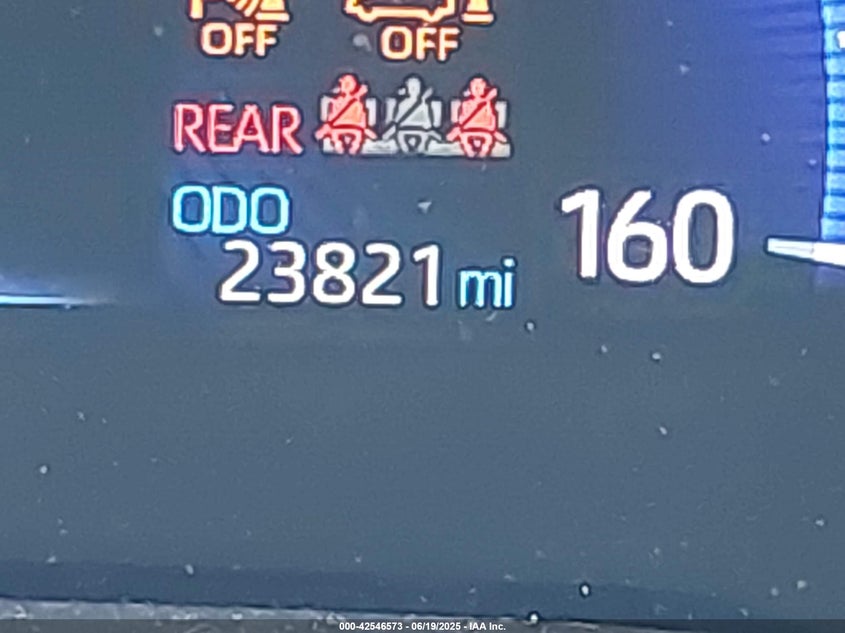 OFF OFF
REAR
ODO
23821 mi
160
000-42546573 - 06/19/2025 - IAA Inc.